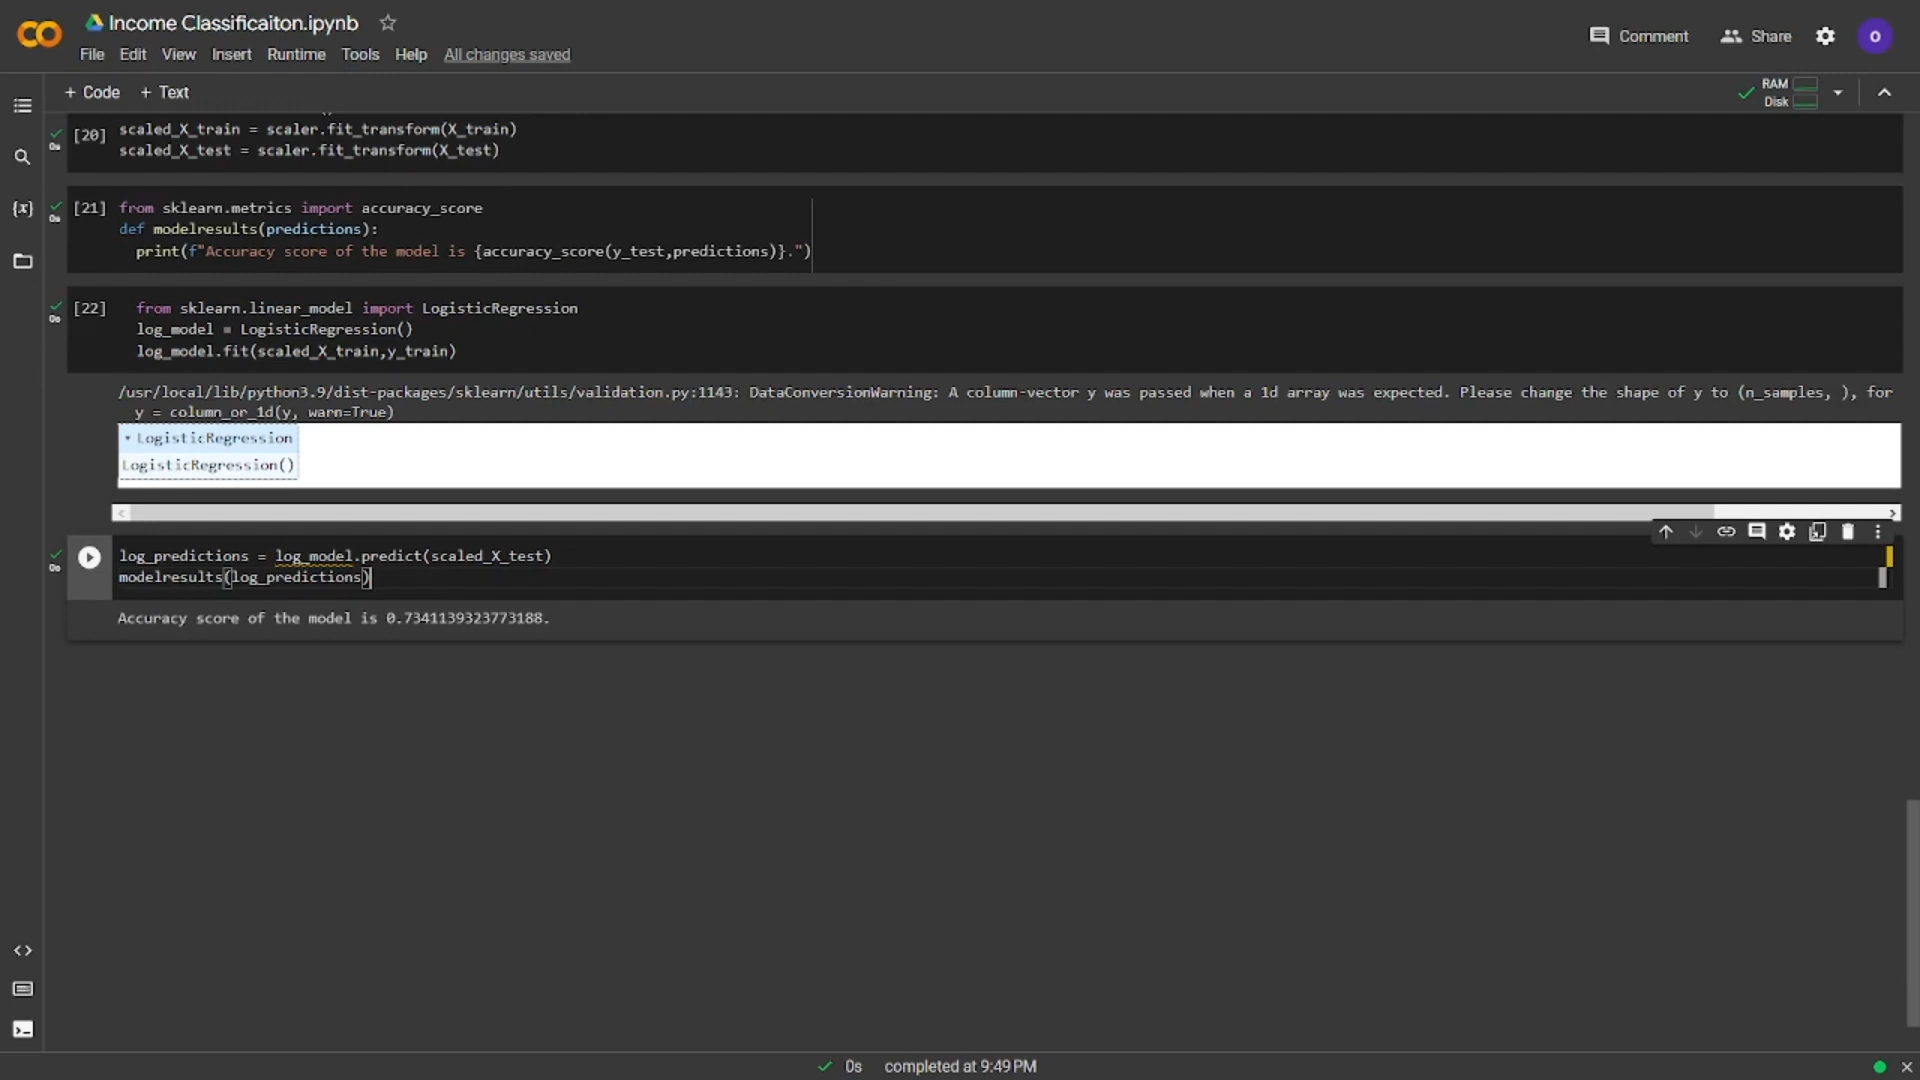 Income Classificaiton.ipynb
File Edit View Insert Runtime Tools Help All changes saved
Comment Share O
+ Code + Text
RAM
Disk
[20] scaled_X_train = scaler.fit_transform(X_train)
0s scaled_X_test = scaler.fit_transform(X_test)
[21] from sklearn.metrics import accuracy_score
0s def modelresults(predictions):
print(f"Accuracy score of the model is {accuracy_score(y_test,predictions)}.")
[22] from sklearn.linear_model import LogisticRegression
0s log_model = LogisticRegression()
log_model.fit(scaled_X_train,y_train)
/usr/local/lib/python3.9/dist-packages/sklearn/utils/validation.py:1143: DataConversionWarning: A column-vector y was passed when a 1d array was expected. Please change the shape of y to (n_samples, ), for
y = column_or_1d(y, warn=True)
▾ LogisticRegression
LogisticRegression()
log_predictions = log_model.predict(scaled_X_test)
0s modelresults(log_predictions)
Accuracy score of the model is 0.7341139323773188.
0s completed at 9:49 PM